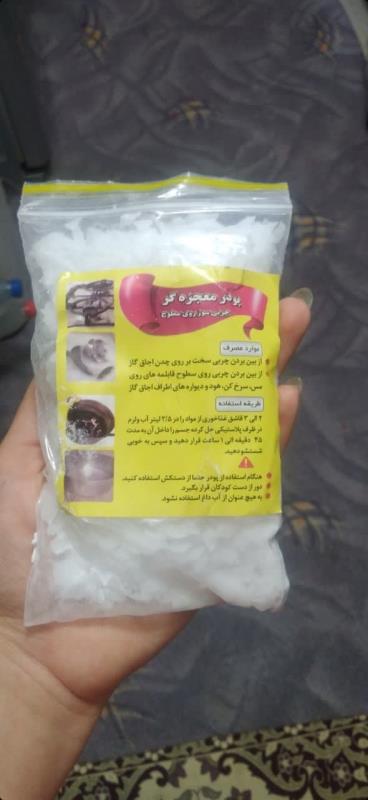 پودر معجزه گر
چربی سوز روی سطوح
موارد مصرف
از بین بردن چربی سخت بر روی چدن اجاق گاز
از بین بردن چربی روی سطوح قابلمه های روی
مس، سرخ کن، هود و دیواره های اطراف اجاق گاز
طریقه استفاده
۲ الی ۳ قاشق غذاخوری از مواد را در ۲/۵ لیتر آب ولرم
در ظرف پلاستیکی حل کرده جسم را داخل آن به مدت
۴۵ دقیقه الی ۱ ساعت قرار دهید و سپس به خوبی
شستشو دهید.
هنگام استفاده از پودر حتما از دستکش استفاده کنید.
دور از دست کودکان قرار بگیرد.
به هیچ عنوان از آب داغ استفاده نشود.